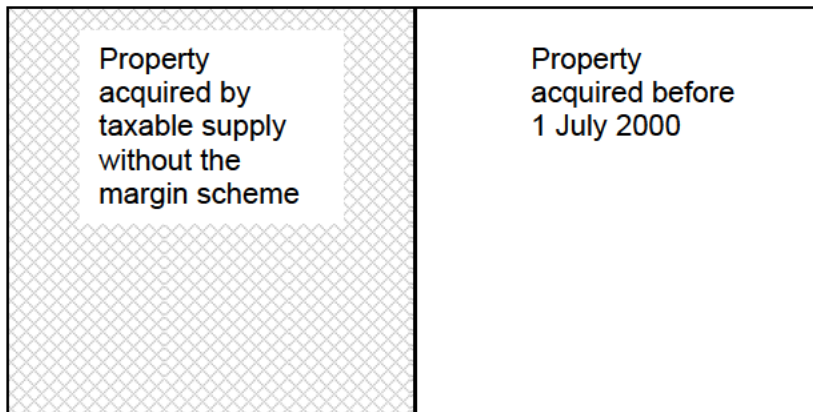 Property
acquired by
taxable supply
without the
margin scheme
Property
acquired before
1 July 2000